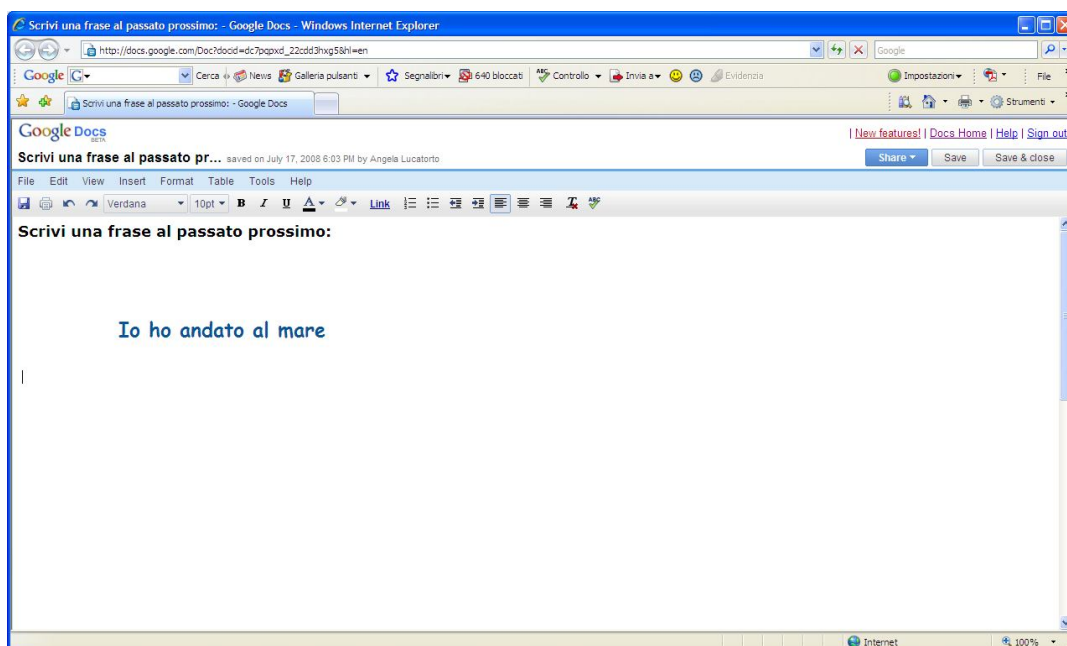 Scrivi una frase al passato prossimo: - Google Docs - Windows Internet Explorer
http://docs.google.com/Doc?docid=dc7pqpxd_22cdd3hxg5&hl=en
Google
Google G Cerca News Galleria pulsanti Segnalibri 640 bloccati Controllo Invia a Evidenzia Impostazioni File
Scrivi una frase al passato prossimo: - Google Docs Strumenti
Google Docs BETA | New features! | Docs Home | Help | Sign out
Scrivi una frase al passato pr... saved on July 17, 2008 6:03 PM by Angela Lucatorto Share Save Save & close
File Edit View Insert Format Table Tools Help
Verdana 10pt B I U A Link ABC
Scrivi una frase al passato prossimo:
Io ho andato al mare
Internet 100%